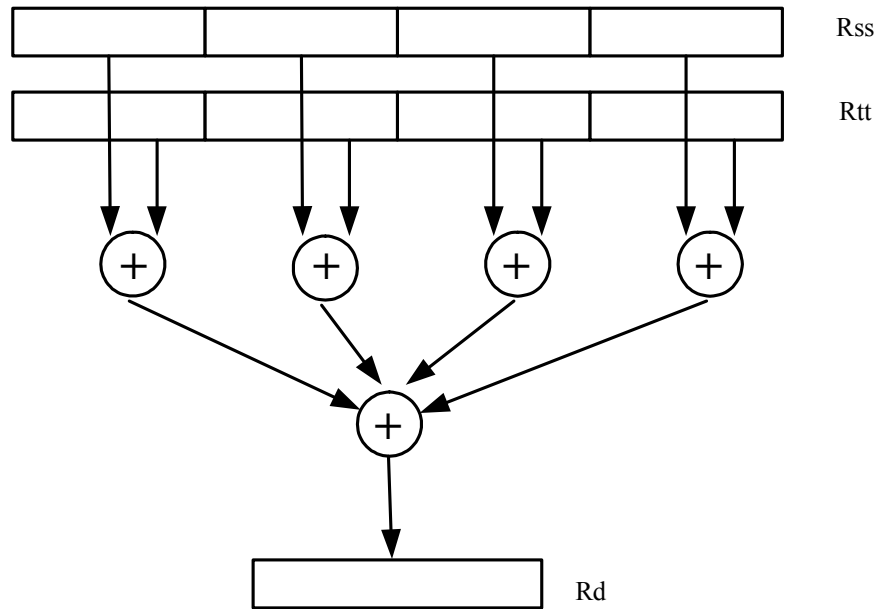 Rss
Rtt
+ + + +
+
Rd